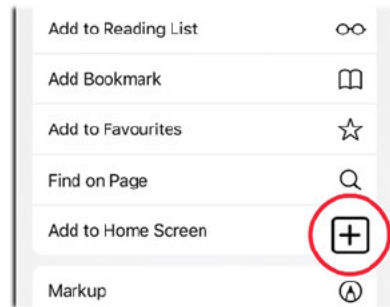 Add to Reading List
Add Bookmark
Add to Favourites
Find on Page
Add to Home Screen
Markup